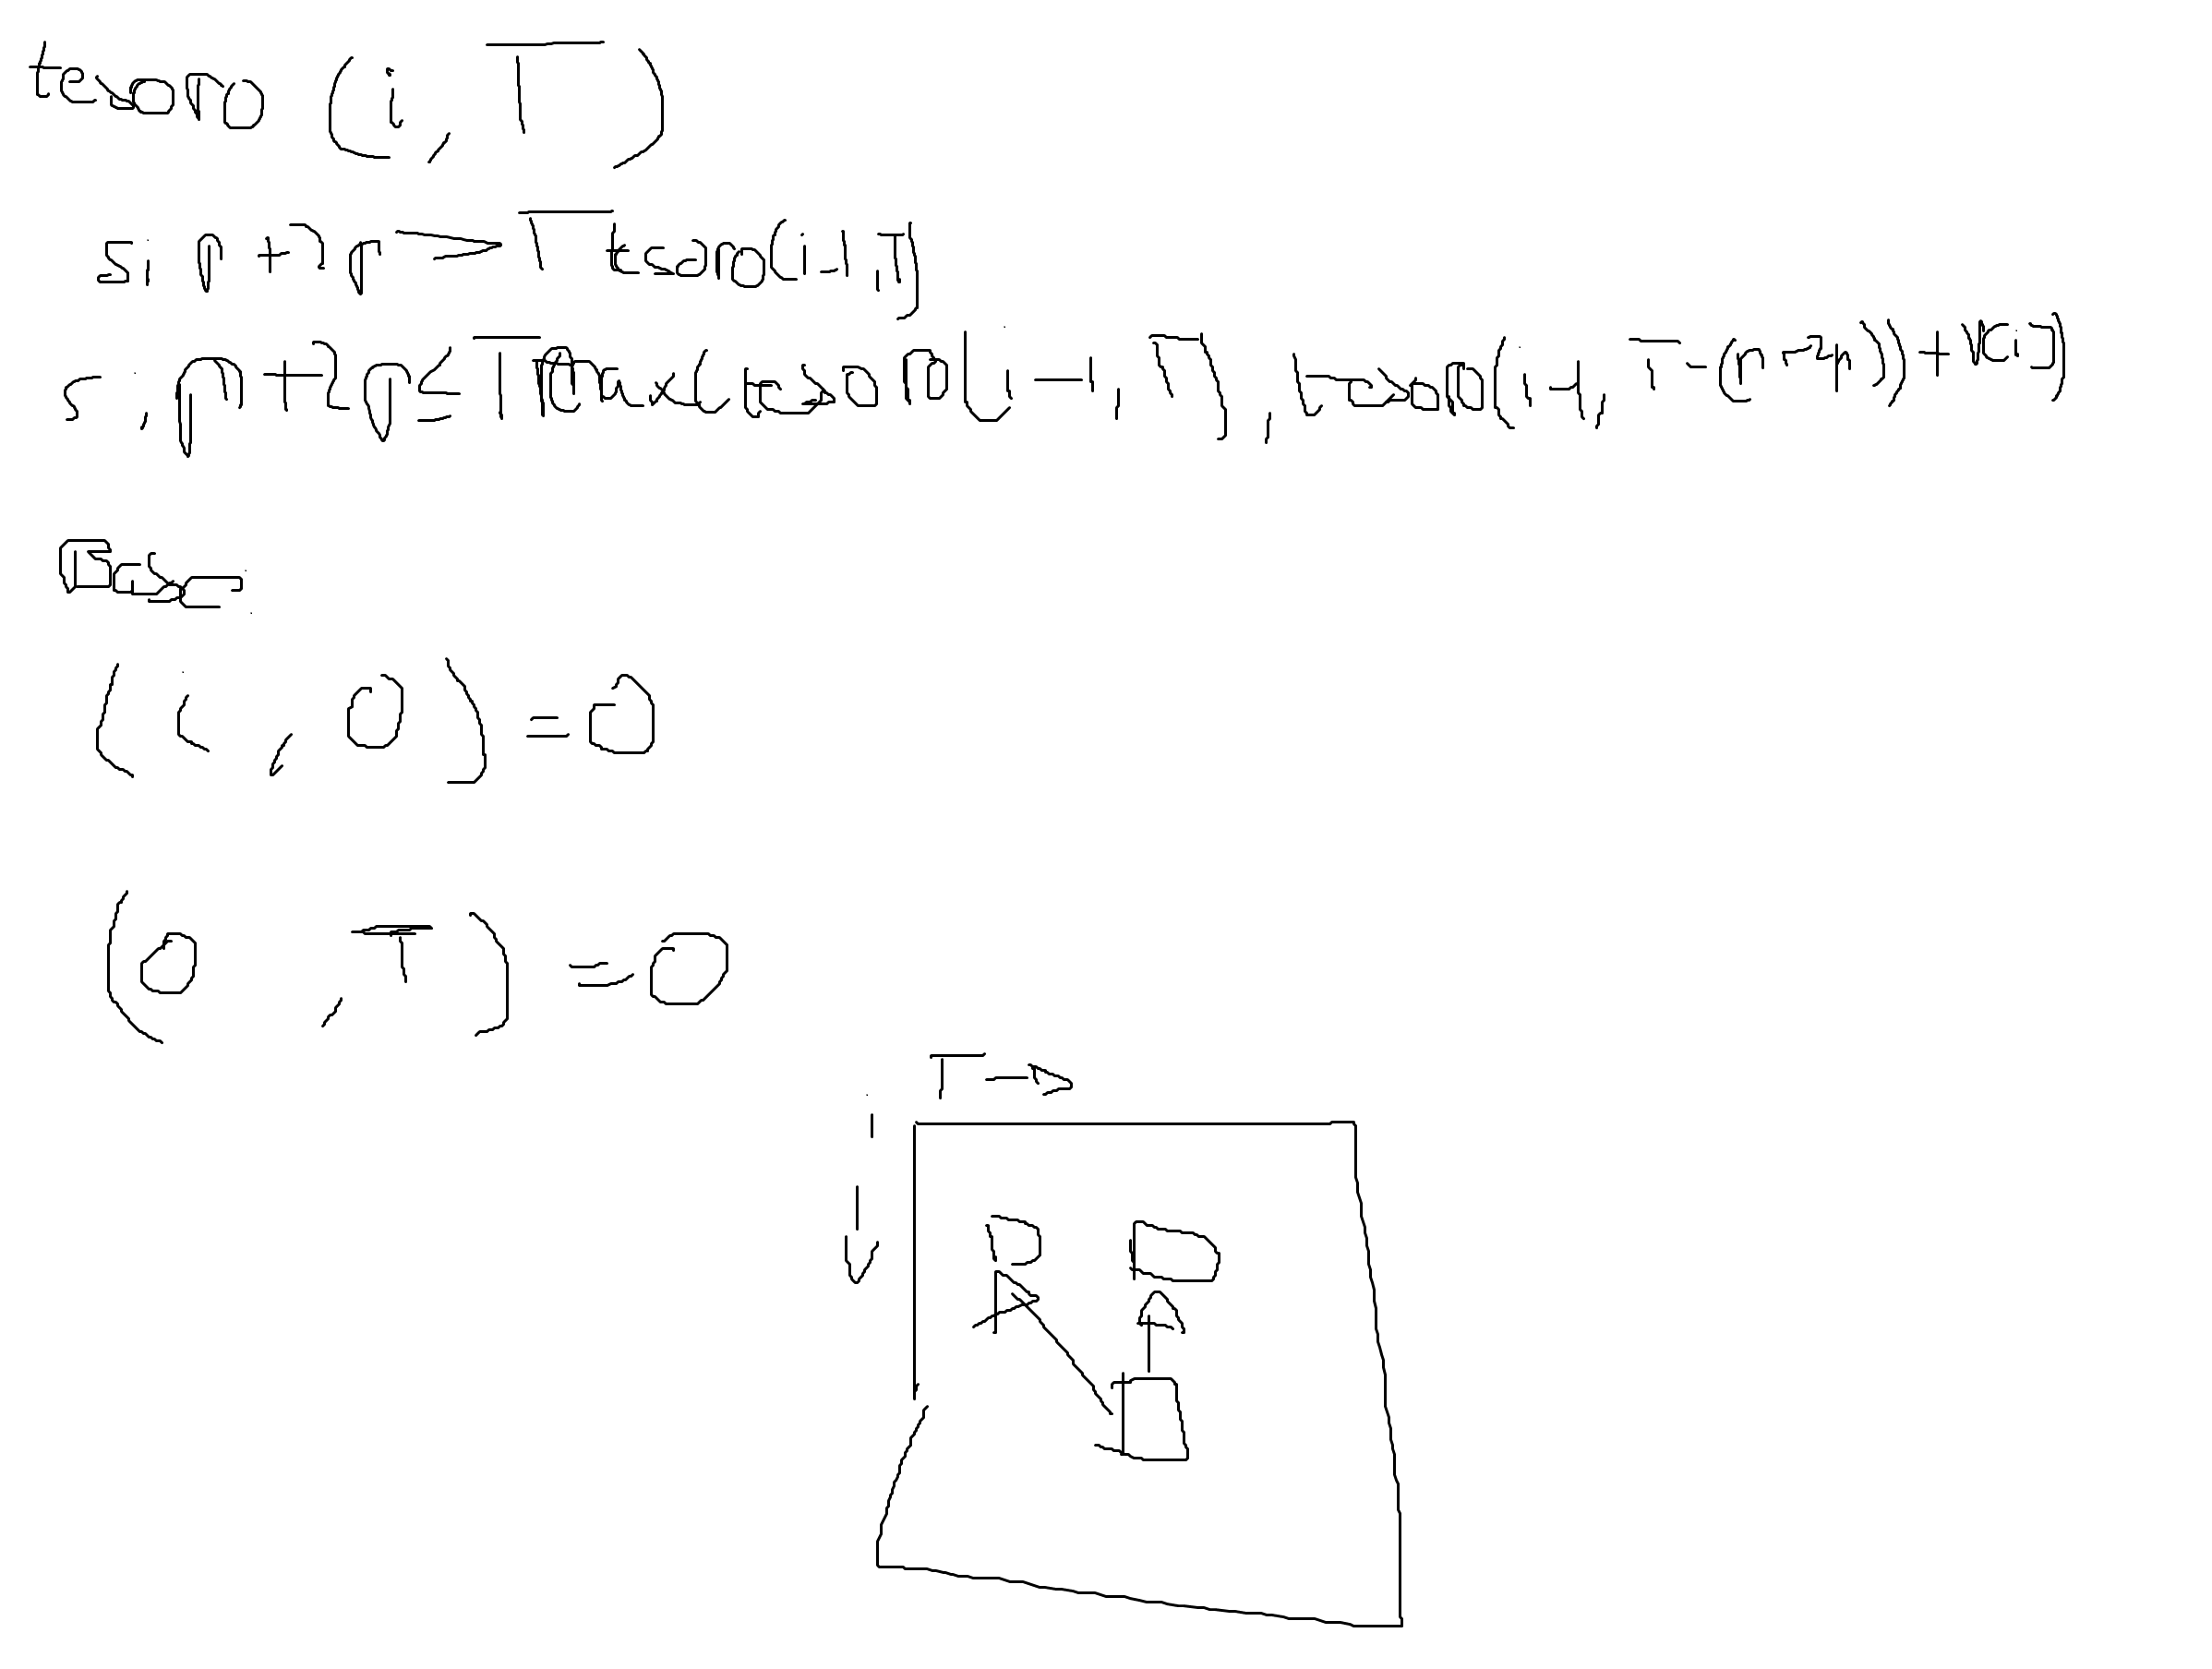 tesoro (i, T)
si p+2p > T tesoro(i-1,T)
si p+2p ≤ T max(tesoro(i-1, T), tesoro(i-1, T-(p+2p))+v[i])
Base:
(i, 0) = 0
(0, T) = 0
T →
i